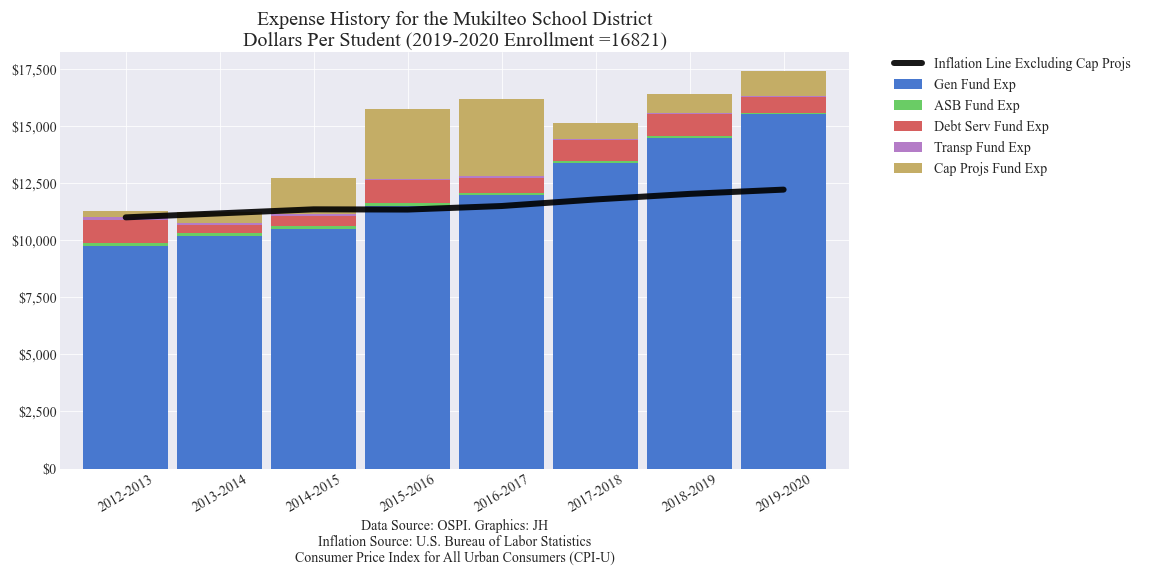 Expense History for the Mukilteo School District
Dollars Per Student (2019-2020 Enrollment =16821)
$17,500
$15,000
$12,500
$10,000
$7,500
$5,000
$2,500
$0
Inflation Line Excluding Cap Projs
Gen Fund Exp
ASB Fund Exp
Debt Serv Fund Exp
Transp Fund Exp
Cap Projs Fund Exp
2012-2013
2013-2014
2014-2015
2015-2016
2016-2017
2017-2018
2018-2019
2019-2020
Data Source: OSPI. Graphics: JH
Inflation Source: U.S. Bureau of Labor Statistics
Consumer Price Index for All Urban Consumers (CPI-U)